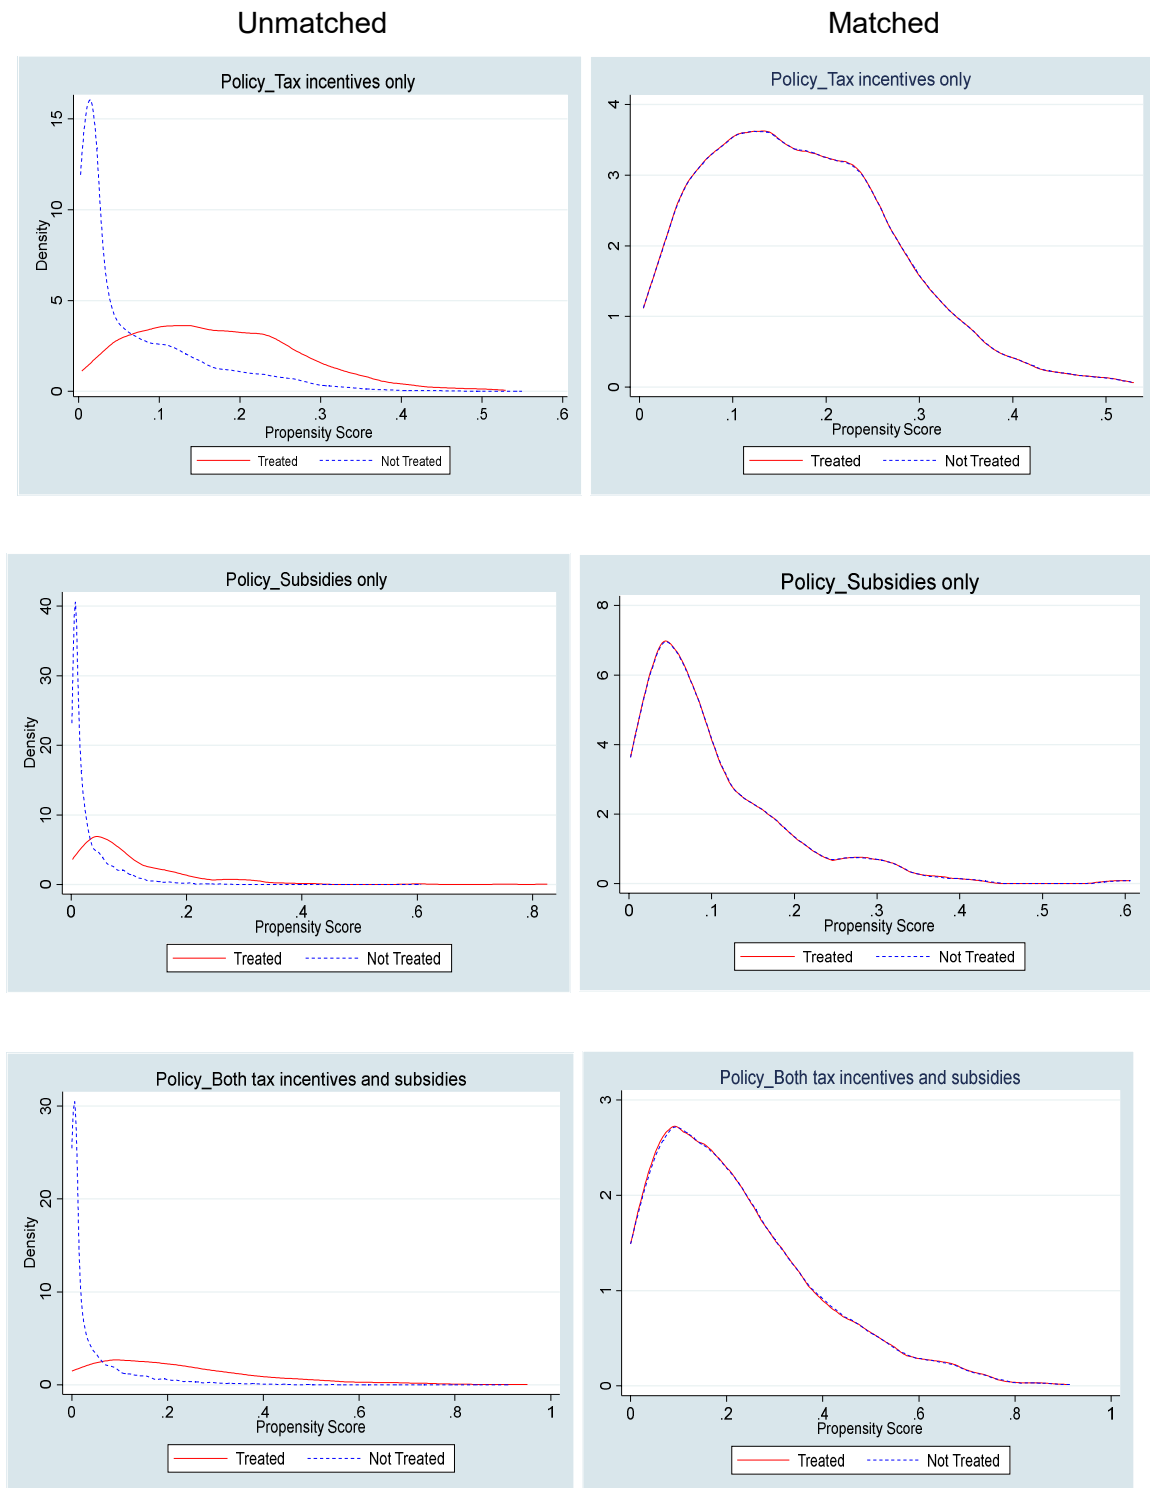 Unmatched
Matched
Policy_Tax incentives only
Density
0
5
10
15
0 .1 .2 .3 .4 .5 .6
Propensity Score
Treated Not Treated
Policy_Tax incentives only
0
1
2
3
4
0 .1 .2 .3 .4 .5
Propensity Score
Treated Not Treated
Policy_Subsidies only
Density
0
10
20
30
40
0 .2 .4 .6 .8
Propensity Score
Treated Not Treated
Policy_Subsidies only
0
2
4
6
8
0 .1 .2 .3 .4 .5 .6
Propensity Score
Treated Not Treated
Policy_Both tax incentives and subsidies
Density
0
10
20
30
0 .2 .4 .6 .8 1
Propensity Score
Treated Not Treated
Policy_Both tax incentives and subsidies
0
1
2
3
0 .2 .4 .6 .8 1
Propensity Score
Treated Not Treated